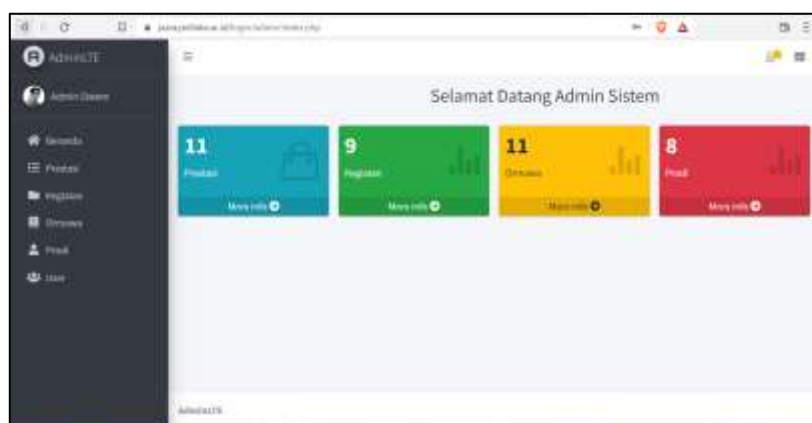 AdminLTE
Admin Sistem
Beranda
Prestasi
Kegiatan
Ormawa
Prodi
User
Selamat Datang Admin Sistem
11
Prestasi
More info
9
Kegiatan
More info
11
Ormawa
More info
8
Prodi
More info
AdminLTE